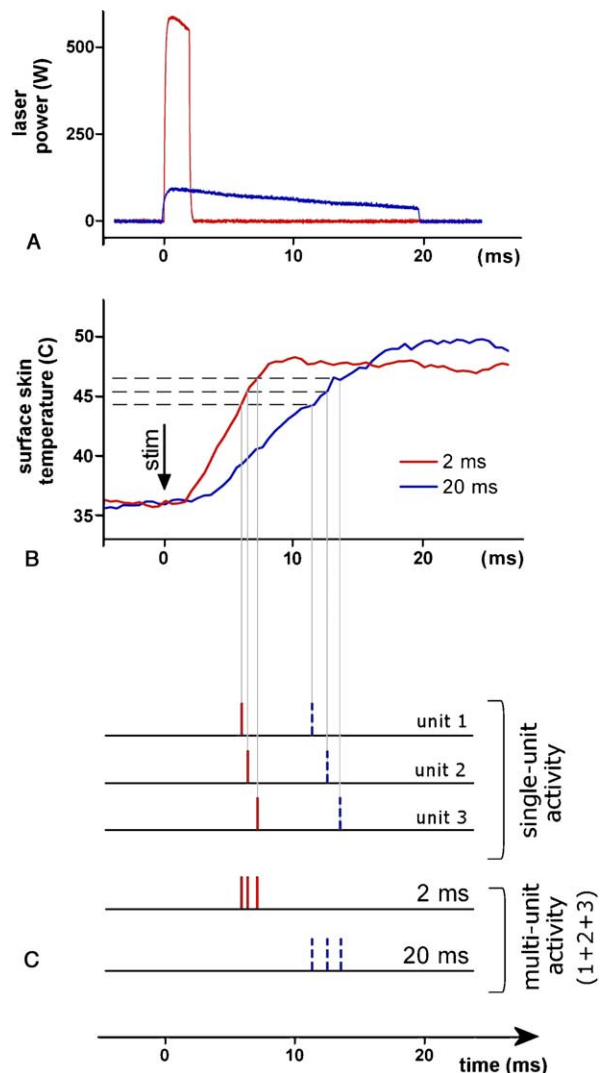 laser
power (W)
500
250
0
A
0
10
20
(ms)
surface skin
temperature (C)
50
45
40
35
stim
2 ms
20 ms
B
0
10
20
(ms)
unit 1
unit 2
unit 3
single-unit
activity
2 ms
20 ms
multi-unit
activity
(1+2+3)
C
0
10
20
time (ms)